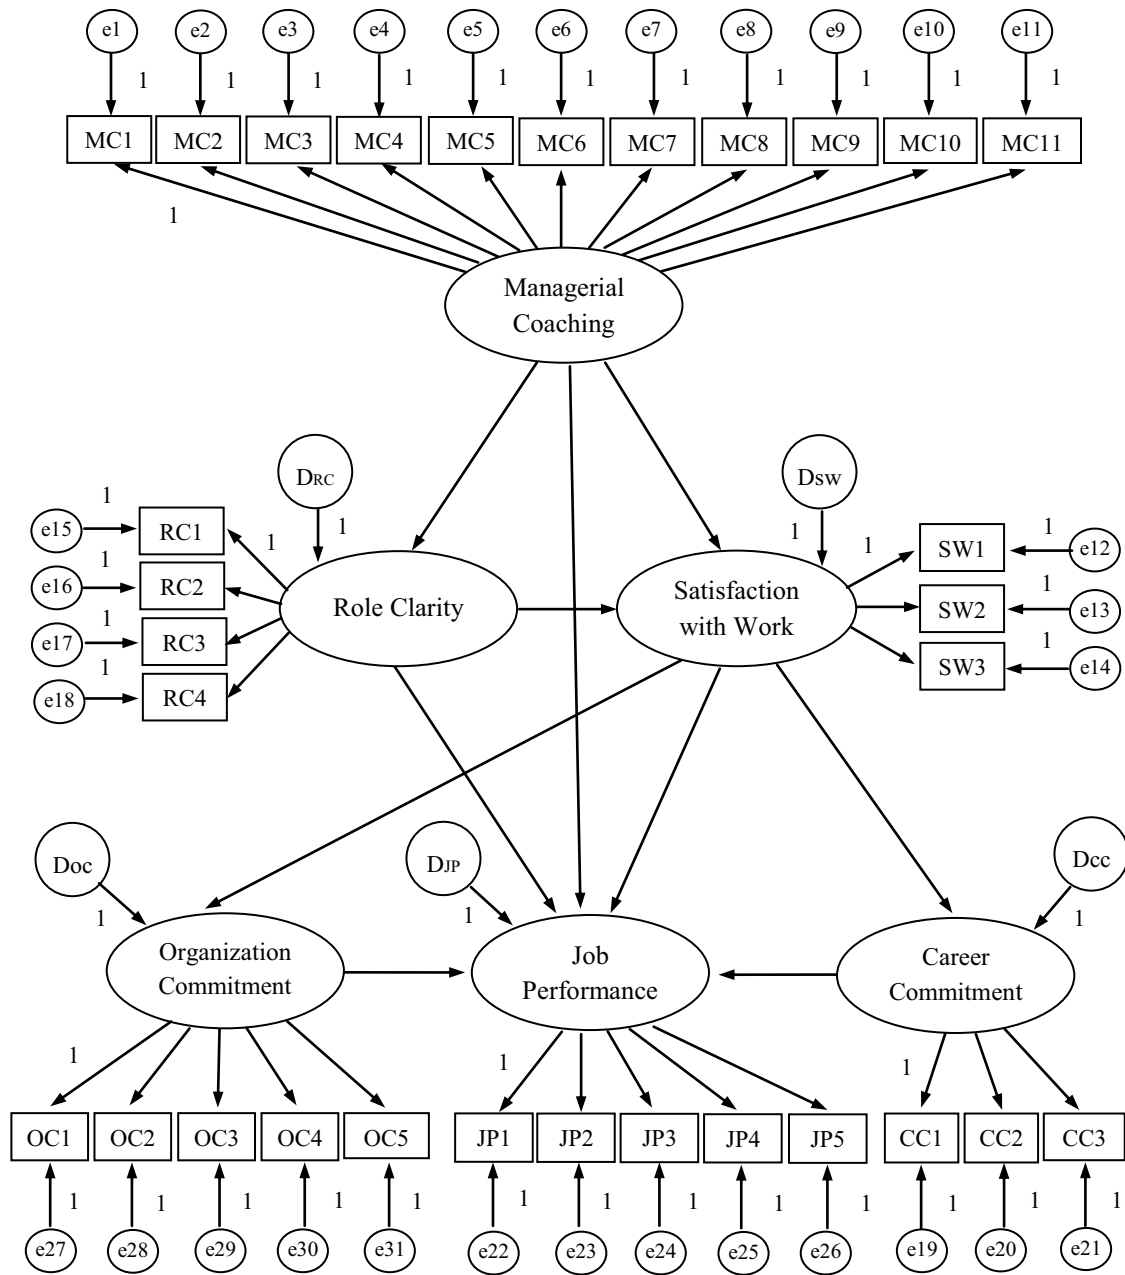 e1 e2 e3 e4 e5 e6 e7 e8 e9 e10 e11
1 1 1 1 1 1 1 1 1 1 1
MC1 MC2 MC3 MC4 MC5 MC6 MC7 MC8 MC9 MC10 MC11
1
Managerial
Coaching
DRC
Dsw
1 1 1 1
e15 RC1 1 1 SW1 e12
1 1
e16 RC2 SW2 e13
1 1
e17 RC3 SW3 e14
1
e18 RC4
Role Clarity
Satisfaction
with Work
Doc
DJP
Dcc
1 1 1
Organization
Commitment
Job
Performance
Career
Commitment
1 1 1
OC1 OC2 OC3 OC4 OC5 JP1 JP2 JP3 JP4 JP5 CC1 CC2 CC3
1 1 1 1 1 1 1 1 1 1 1 1 1
e27 e28 e29 e30 e31 e22 e23 e24 e25 e26 e19 e20 e21